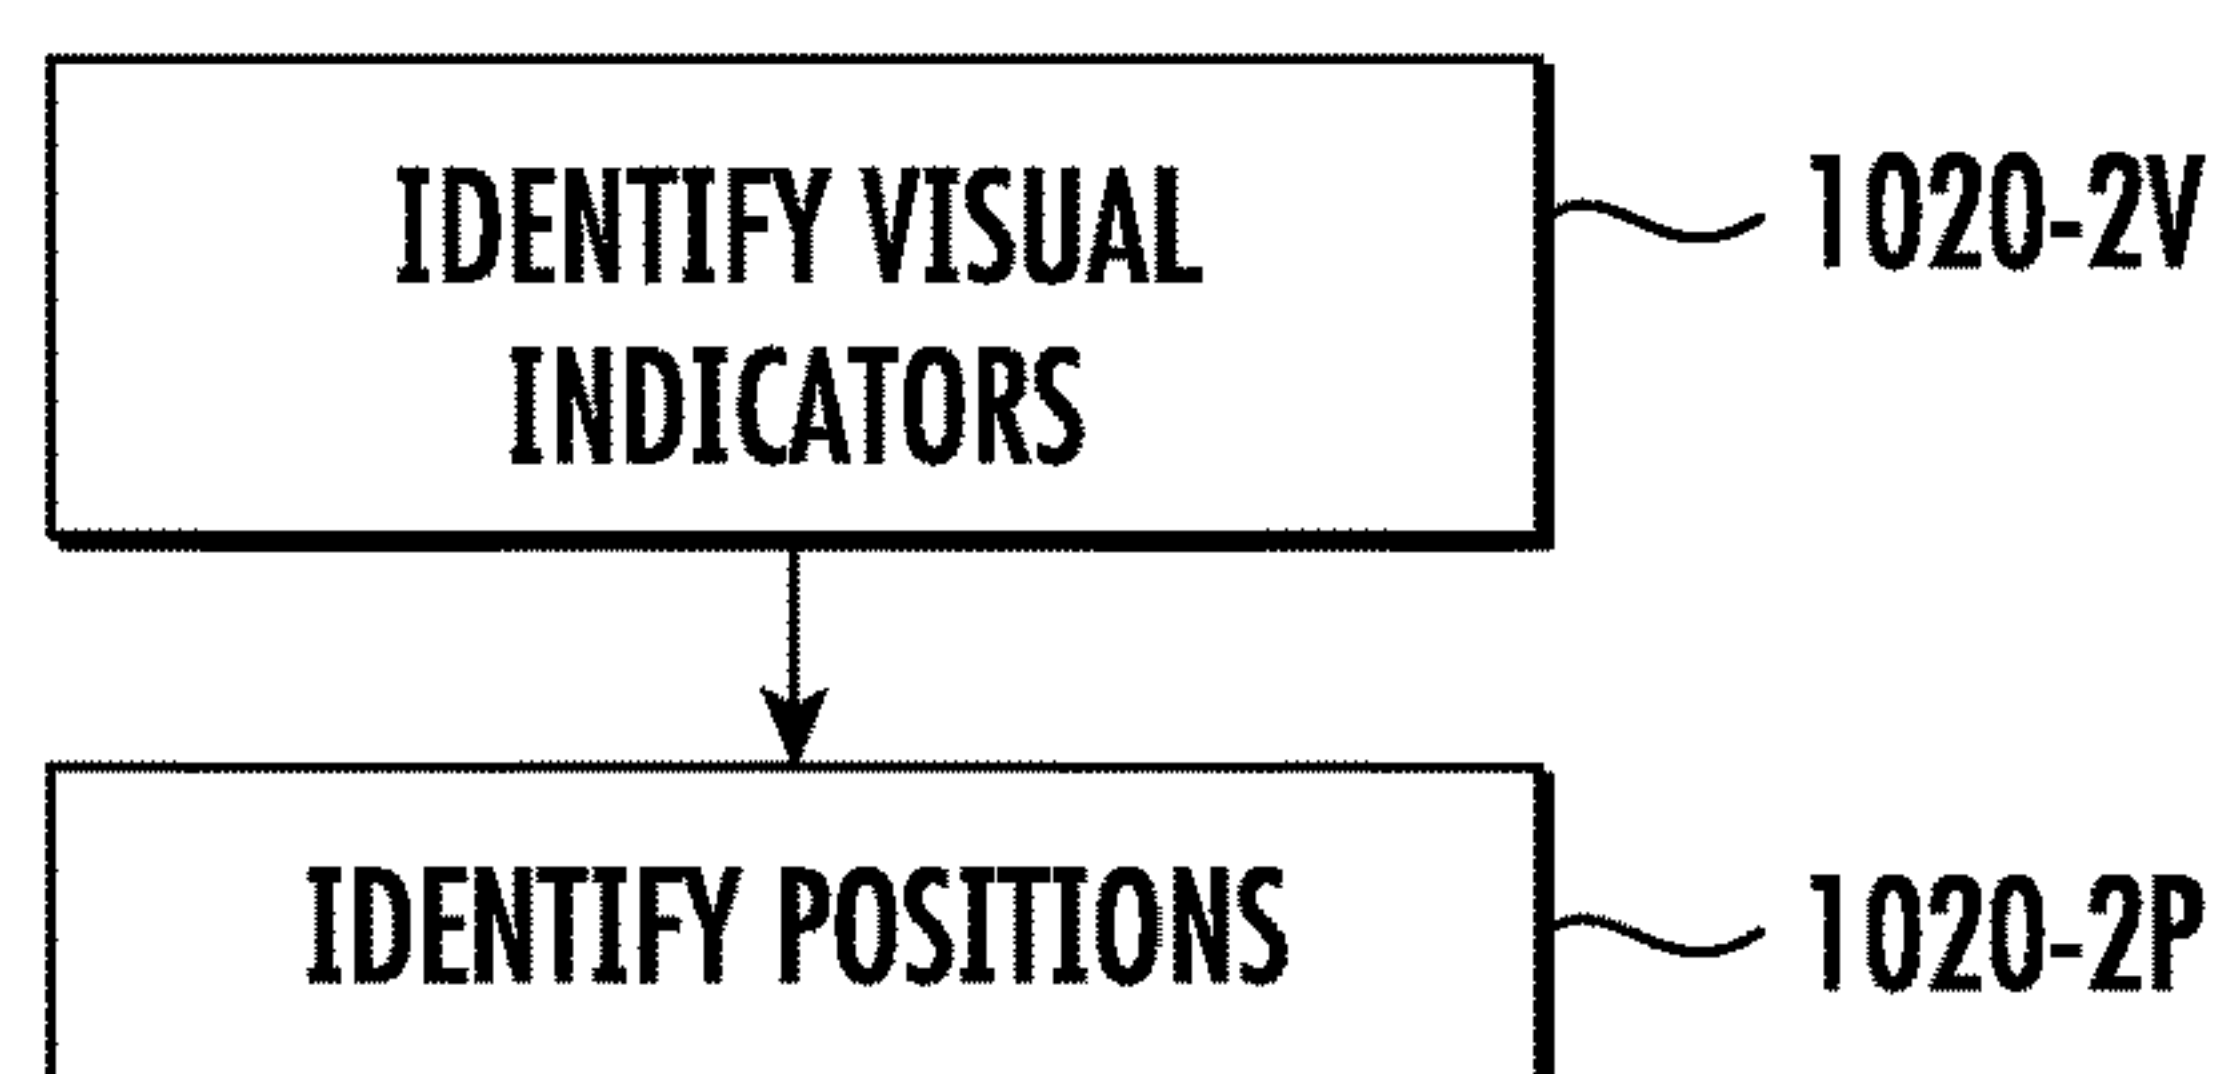 IDENTIFY VISUAL
INDICATORS
1020-2V
IDENTIFY POSITIONS
1020-2P